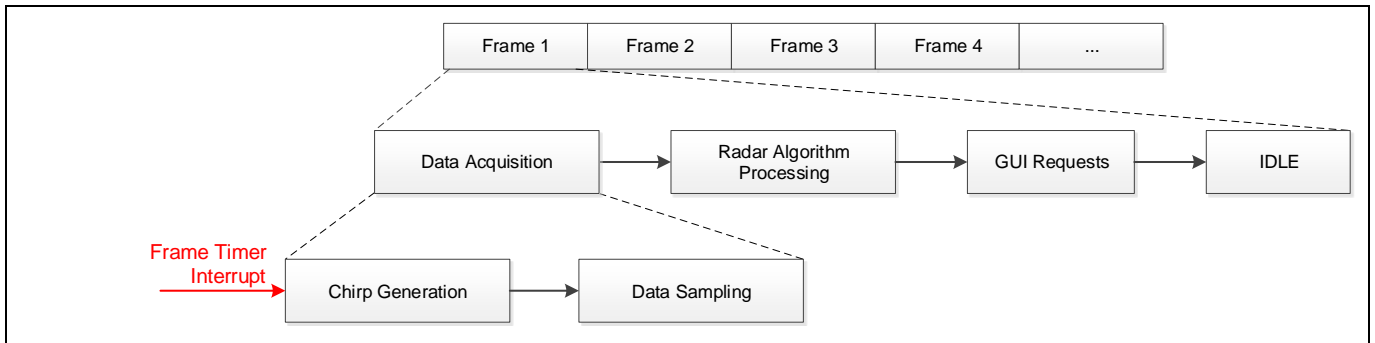 Frame 1
Frame 2
Frame 3
Frame 4
...
Data Acquisition
Radar Algorithm
Processing
GUI Requests
IDLE
Frame Timer
Interrupt
Chirp Generation
Data Sampling